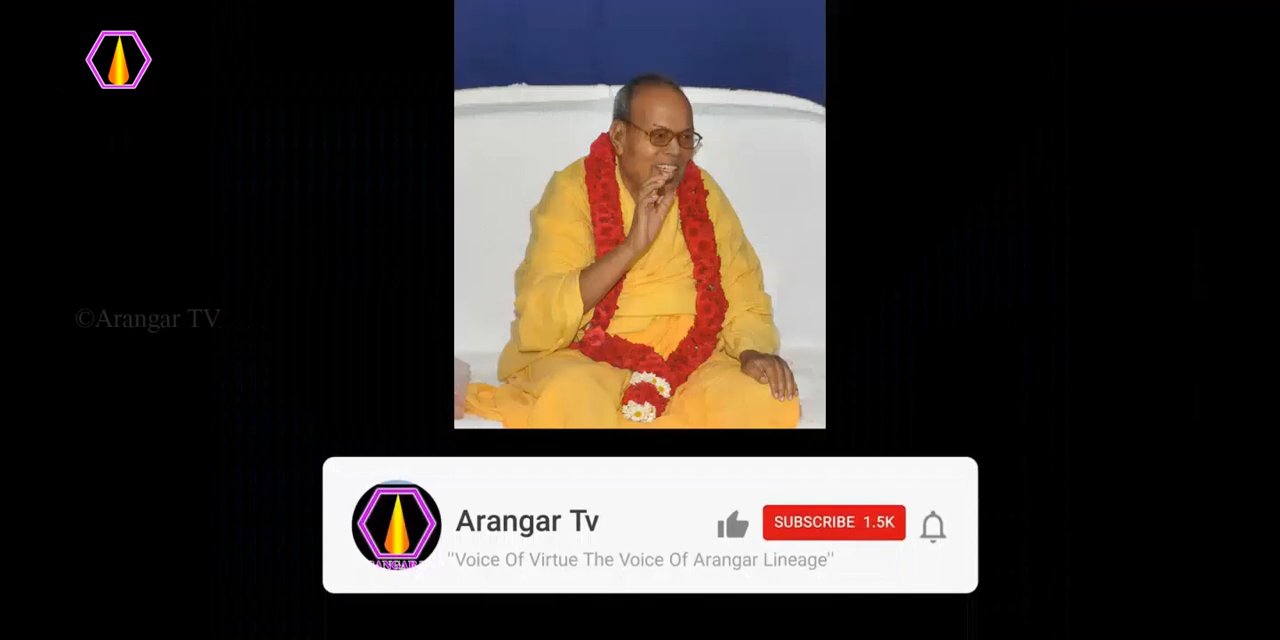 ©Arangar TV
Arangar Tv
SUBSCRIBE 1.5K
"Voice Of Virtue The Voice Of Arangar Lineage"